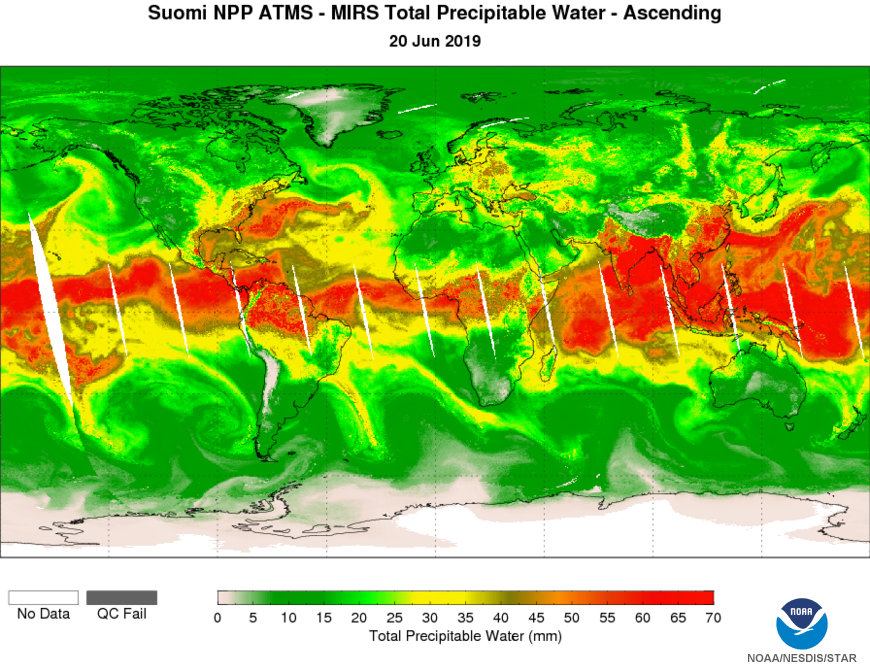 Suomi NPP ATMS - MIRS Total Precipitable Water - Ascending
20 Jun 2019
No Data
QC Fail
0 5 10 15 20 25 30 35 40 45 50 55 60 65 70
Total Precipitable Water (mm)
NOAA
NOAA/NESDIS/STAR